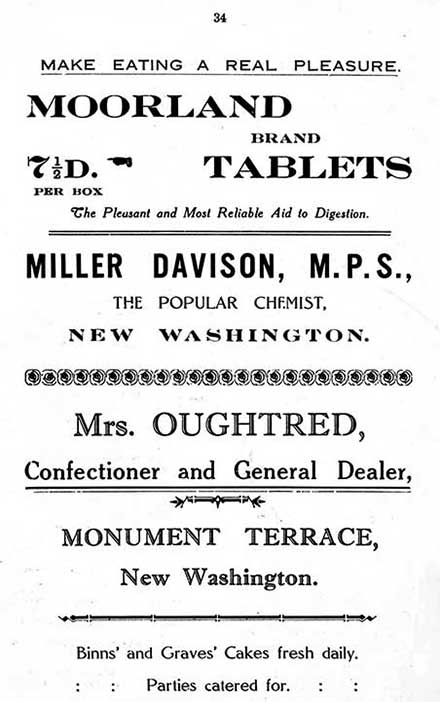 34
MAKE EATING A REAL PLEASURE.
MOORLAND
BRAND
7½D. TABLETS
PER BOX
The Pleasant and Most Reliable Aid to Digestion.
MILLER DAVISON, M.P.S.,
THE POPULAR CHEMIST,
NEW WASHINGTON.
Mrs. OUGHTRED,
Confectioner and General Dealer,
MONUMENT TERRACE,
New Washington.
Binns' and Graves' Cakes fresh daily.
: : Parties catered for. : :